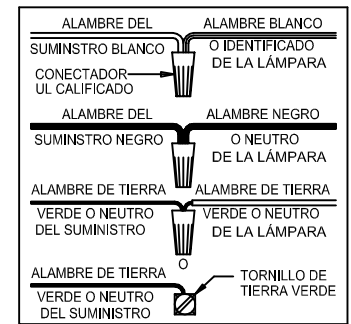 ALAMBRE DEL
SUMINSTRO BLANCO
ALAMBRE BLANCO
O IDENTIFICADO
DE LA LÁMPARA
CONECTADOR
UL CALIFICADO
ALAMBRE DEL
SUMINSTRO NEGRO
ALAMBRE NEGRO
O NEUTRO
DE LA LÁMPARA
ALAMBRE DE TIERRA
VERDE O NEUTRO
DEL SUMINISTRO
ALAMBRE DE TIERRA
VERDE O NEUTRO
DE LA LÁMPARA
O
ALAMBRE DE TIERRA
VERDE O NEUTRO
DEL SUMINISTRO
TORNILLO DE
TIERRA VERDE